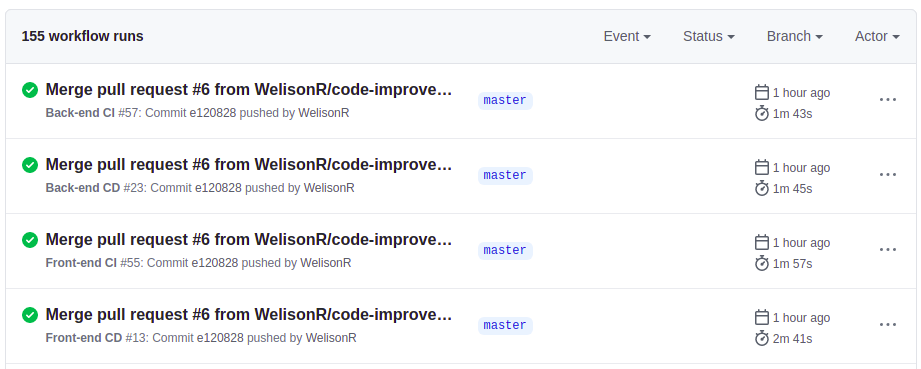 155 workflow runs Event Status Branch Actor
Merge pull request #6 from WelisonR/code-improve…
master
1 hour ago
Back-end CI #57: Commit e120828 pushed by WelisonR
1m 43s
Merge pull request #6 from WelisonR/code-improve…
master
1 hour ago
Back-end CD #23: Commit e120828 pushed by WelisonR
1m 45s
Merge pull request #6 from WelisonR/code-improve…
master
1 hour ago
Front-end CI #55: Commit e120828 pushed by WelisonR
1m 57s
Merge pull request #6 from WelisonR/code-improve…
master
1 hour ago
Front-end CD #13: Commit e120828 pushed by WelisonR
2m 41s